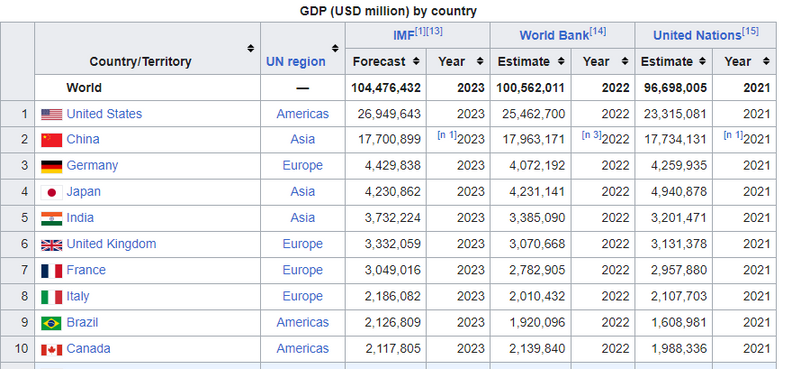 GDP (USD million) by country
Country/Territory UN region IMF[1][13] World Bank[14] United Nations[15]
Forecast Year Estimate Year Estimate Year
World — 104,476,432 2023 100,562,011 2022 96,698,005 2021
1 United States Americas 26,949,643 2023 25,462,700 2022 23,315,081 2021
2 China Asia 17,700,899 [n 1]2023 17,963,171 [n 3]2022 17,734,131 [n 1]2021
3 Germany Europe 4,429,838 2023 4,072,192 2022 4,259,935 2021
4 Japan Asia 4,230,862 2023 4,231,141 2022 4,940,878 2021
5 India Asia 3,732,224 2023 3,385,090 2022 3,201,471 2021
6 United Kingdom Europe 3,332,059 2023 3,070,668 2022 3,131,378 2021
7 France Europe 3,049,016 2023 2,782,905 2022 2,957,880 2021
8 Italy Europe 2,186,082 2023 2,010,432 2022 2,107,703 2021
9 Brazil Americas 2,126,809 2023 1,920,096 2022 1,608,981 2021
10 Canada Americas 2,117,805 2023 2,139,840 2022 1,988,336 2021